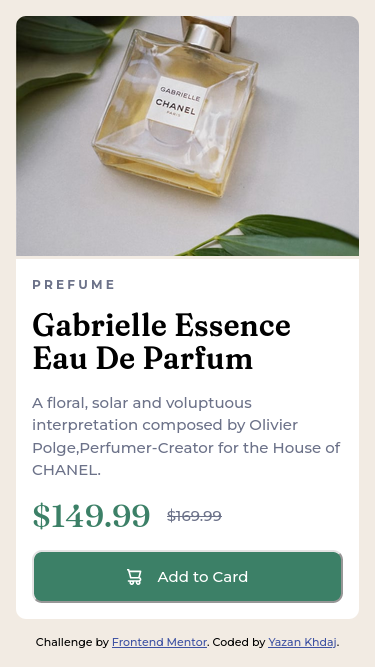 GABRIELLE
CHANEL
PARIS
PREFUME
Gabrielle Essence
Eau De Parfum
A floral, solar and voluptuous
interpretation composed by Olivier
Polge,Perfumer-Creator for the House of
CHANEL.
$149.99 $169.99
Add to Card
Challenge by Frontend Mentor. Coded by Yazan Khdaj.